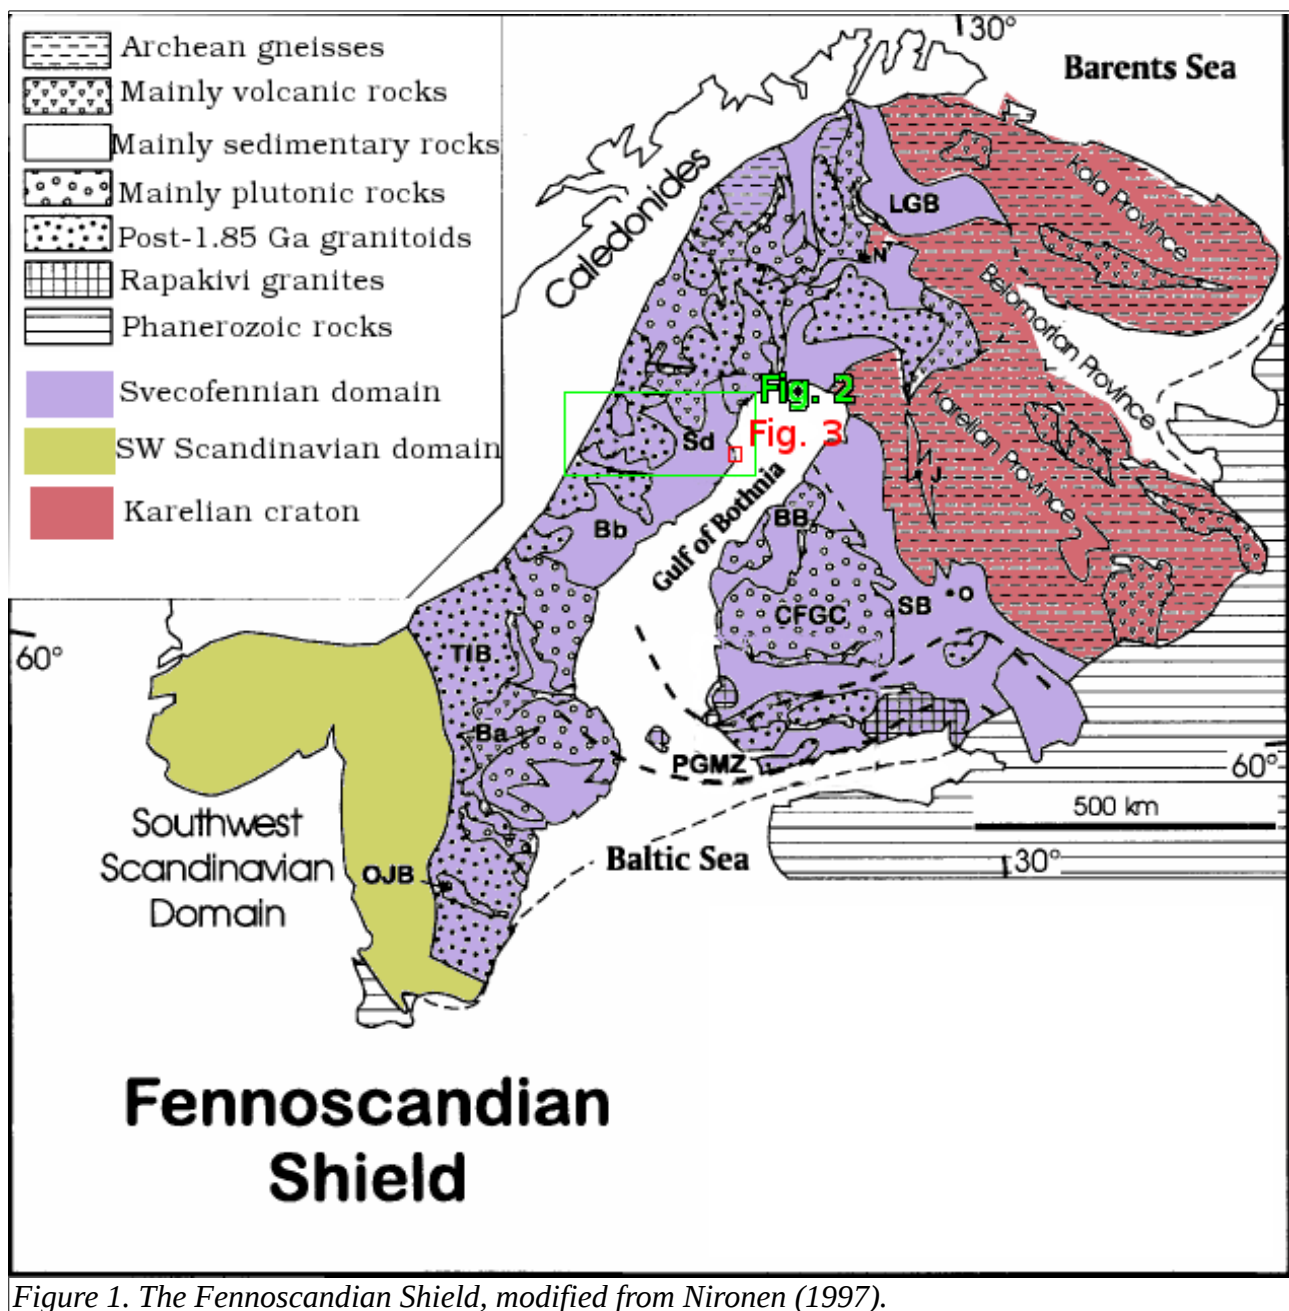 Archean gneisses
Mainly volcanic rocks
Mainly sedimentary rocks
Mainly plutonic rocks
Post-1.85 Ga granitoids
Rapakivi granites
Phanerozoic rocks
Svecofennian domain
SW Scandinavian domain
Karelian craton
30°
Barents Sea
Caledonides
Kola Province
LGB
N
Belomorian Province
Fig. 2
Karelian Province
Sd
Fig. 3
J
Gulf of Bothnia
Bb
BB
CFGC
SB
O
60°
TIB
Ba
PGMZ
60°
500 km
Southwest
Scandinavian
Domain
OJB
Baltic Sea
30°
Fennoscandian
Shield
Figure 1. The Fennoscandian Shield, modified from Nironen (1997).